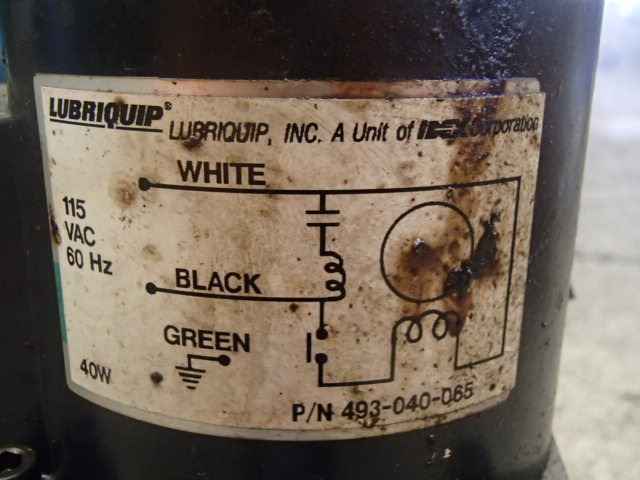 LUBRIQUIP® LUBRIQUIP, INC. A Unit of IDEX Corporation
WHITE
115
VAC
60 Hz
BLACK
GREEN
40W
P/N 493-040-065